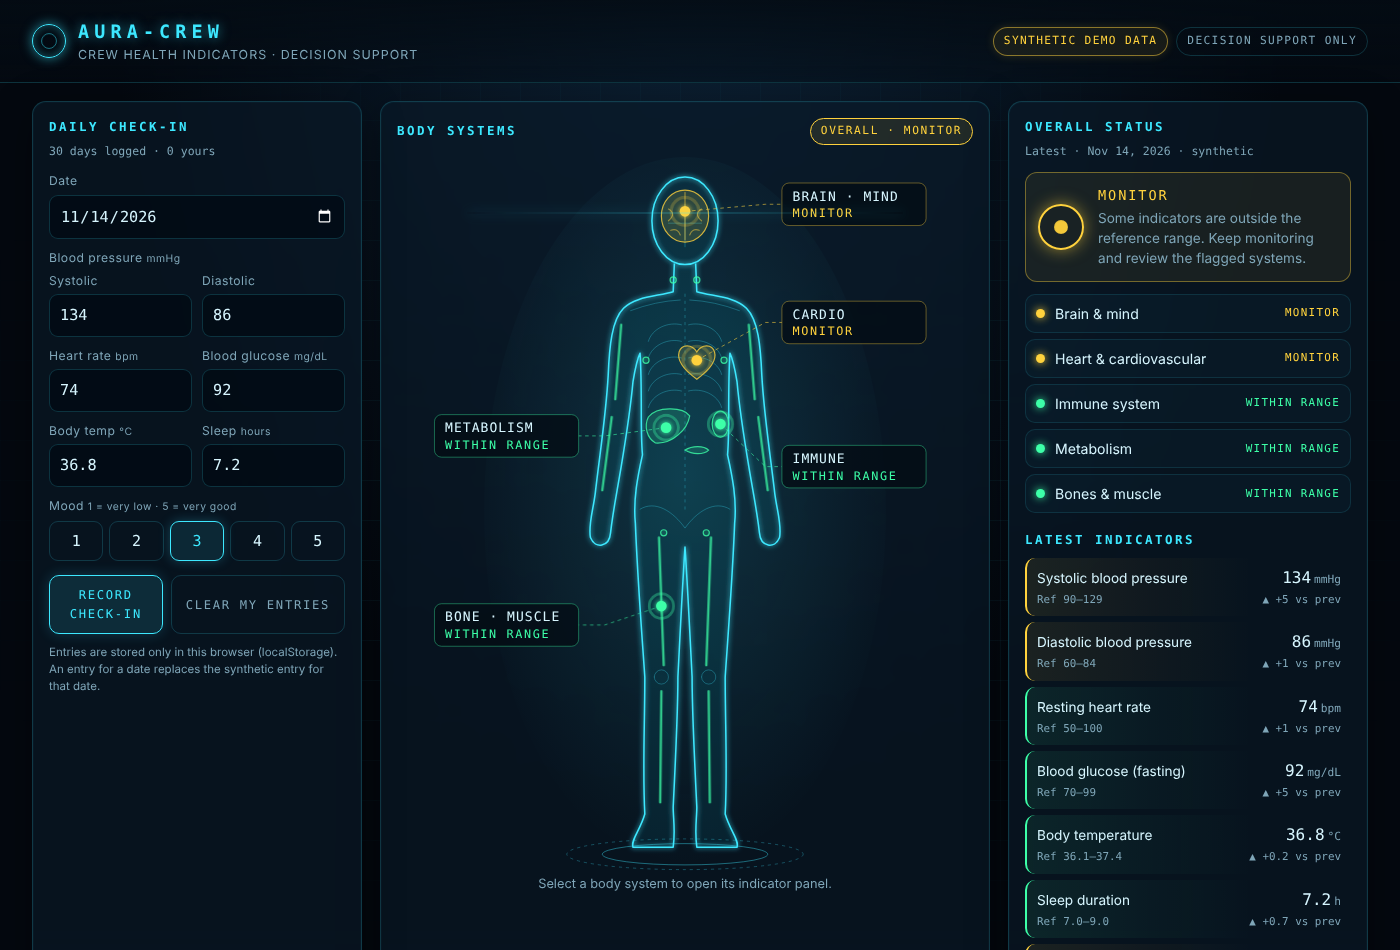 AURA-CREW
CREW HEALTH INDICATORS · DECISION SUPPORT
SYNTHETIC DEMO DATA
DECISION SUPPORT ONLY
DAILY CHECK-IN
30 days logged · 0 yours
Date
11/14/2026
Blood pressure mmHg
Systolic
Diastolic
134
86
Heart rate bpm
Blood glucose mg/dL
74
92
Body temp °C
Sleep hours
36.8
7.2
Mood 1 = very low · 5 = very good
1
2
3
4
5
RECORD
CHECK-IN
CLEAR MY ENTRIES
Entries are stored only in this browser (localStorage).
An entry for a date replaces the synthetic entry for
that date.
BODY SYSTEMS
OVERALL · MONITOR
BRAIN · MIND
MONITOR
CARDIO
MONITOR
METABOLISM
WITHIN RANGE
IMMUNE
WITHIN RANGE
BONE · MUSCLE
WITHIN RANGE
Select a body system to open its indicator panel.
OVERALL STATUS
Latest · Nov 14, 2026 · synthetic
MONITOR
Some indicators are outside the
reference range. Keep monitoring
and review the flagged systems.
Brain & mind MONITOR
Heart & cardiovascular MONITOR
Immune system WITHIN RANGE
Metabolism WITHIN RANGE
Bones & muscle WITHIN RANGE
LATEST INDICATORS
Systolic blood pressure 134 mmHg
Ref 90–129 ▲ +5 vs prev
Diastolic blood pressure 86 mmHg
Ref 60–84 ▲ +1 vs prev
Resting heart rate 74 bpm
Ref 50–100 ▲ +1 vs prev
Blood glucose (fasting) 92 mg/dL
Ref 70–99 ▲ +5 vs prev
Body temperature 36.8 °C
Ref 36.1–37.4 ▲ +0.2 vs prev
Sleep duration 7.2 h
Ref 7.0–9.0 ▲ +0.7 vs prev